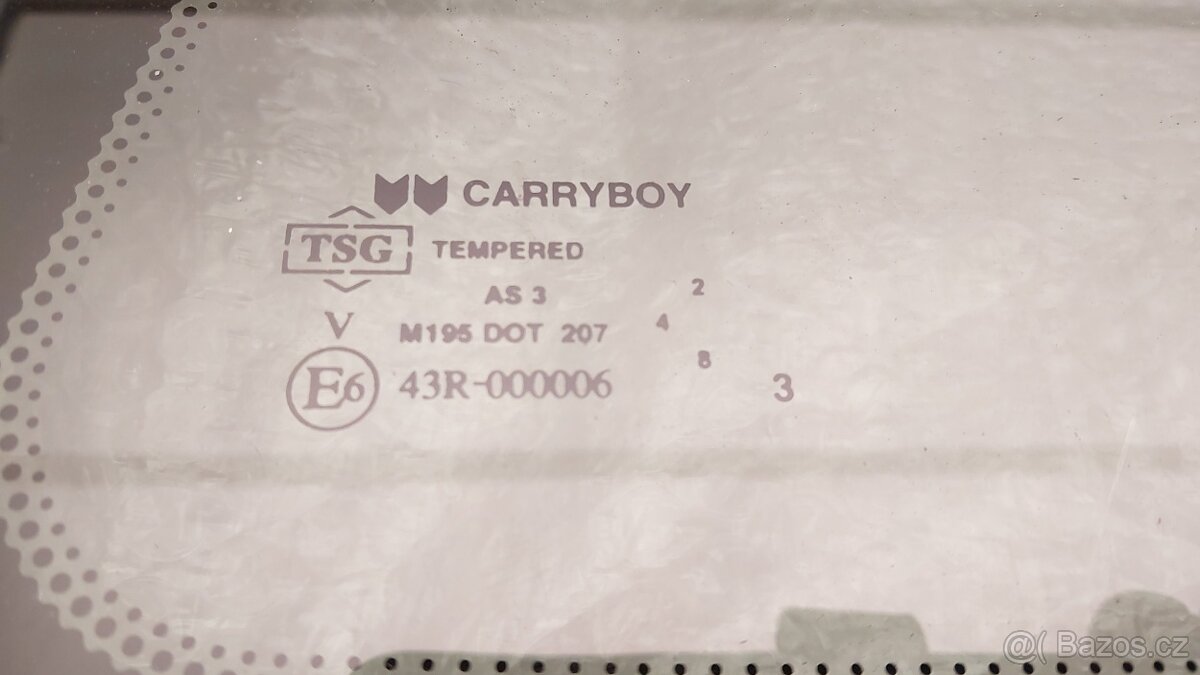 CARRYBOY
TSG TEMPERED
AS 3
2
V M195 DOT 207
4
8
E6 43R-000006
3
@( Bazos.cz